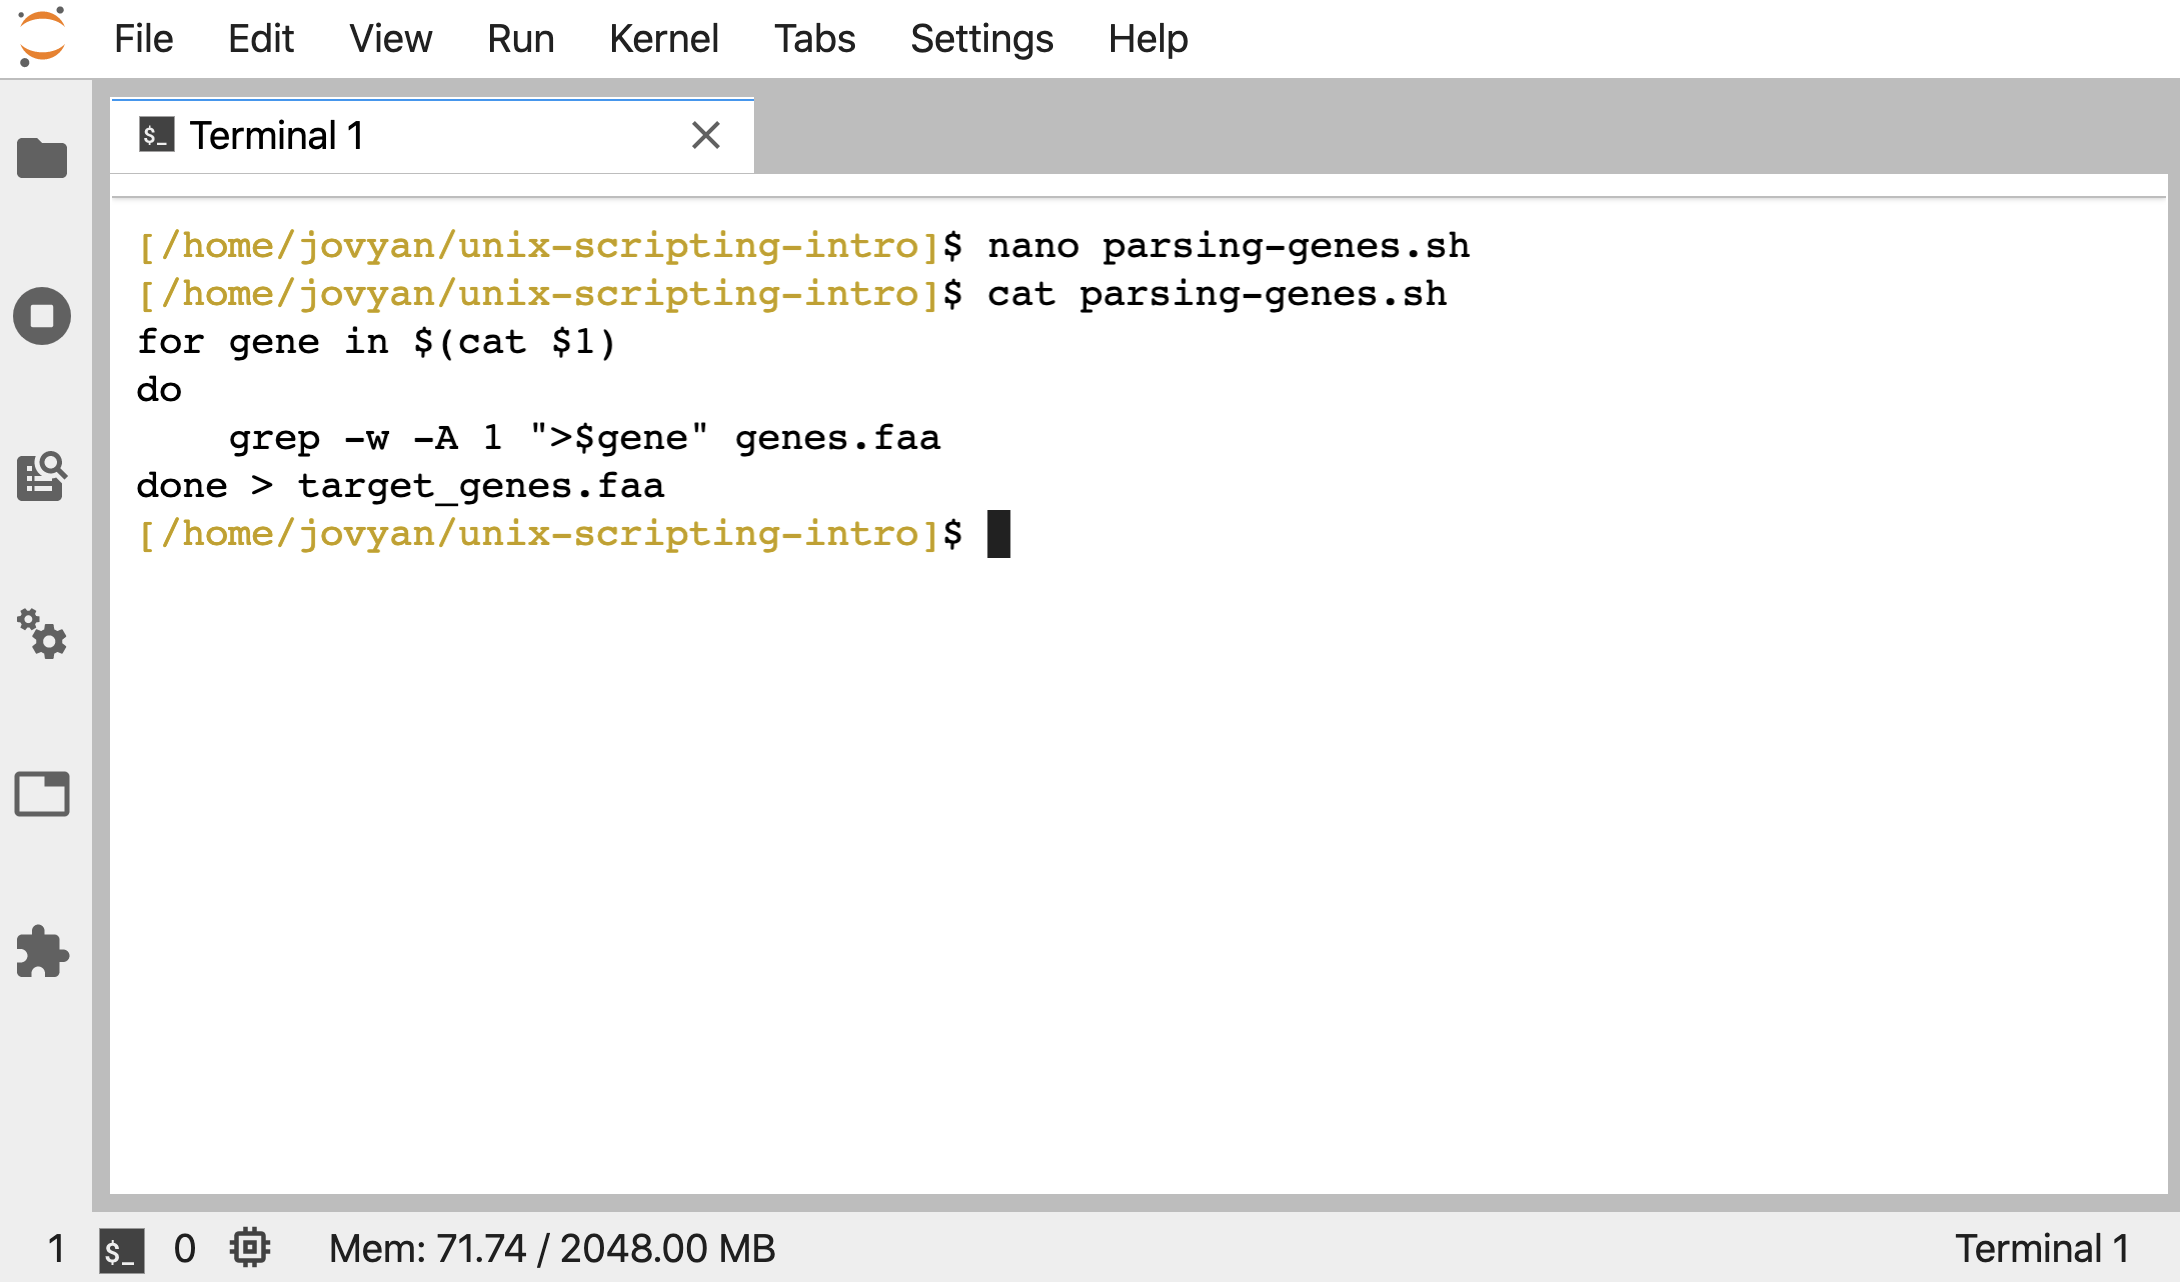 File Edit View Run Kernel Tabs Settings Help
$_ Terminal 1
[/home/jovyan/unix-scripting-intro]$ nano parsing-genes.sh
[/home/jovyan/unix-scripting-intro]$ cat parsing-genes.sh
for gene in $(cat $1)
do
    grep -w -A 1 ">$gene" genes.faa
done > target_genes.faa
[/home/jovyan/unix-scripting-intro]$
1 $_ 0 Mem: 71.74 / 2048.00 MB Terminal 1